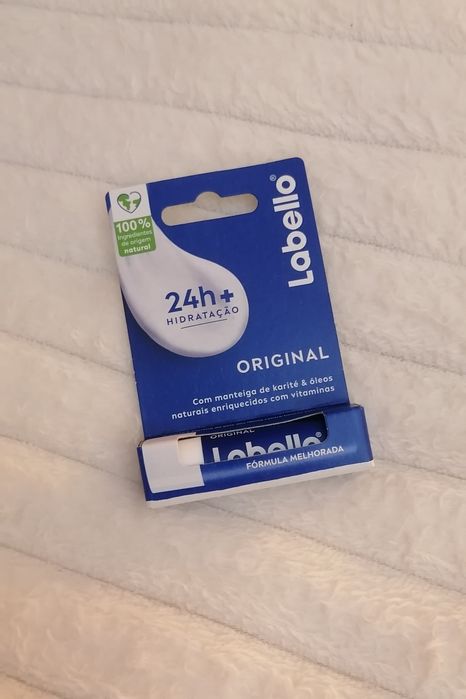 100%
Ingredientes
de origem
natural
Labello®
24h+
HIDRATAÇÃO
ORIGINAL
Com manteiga de karité & óleos
naturais enriquecidos com vitaminas
ORIGINAL
Labello®
FÓRMULA MELHORADA